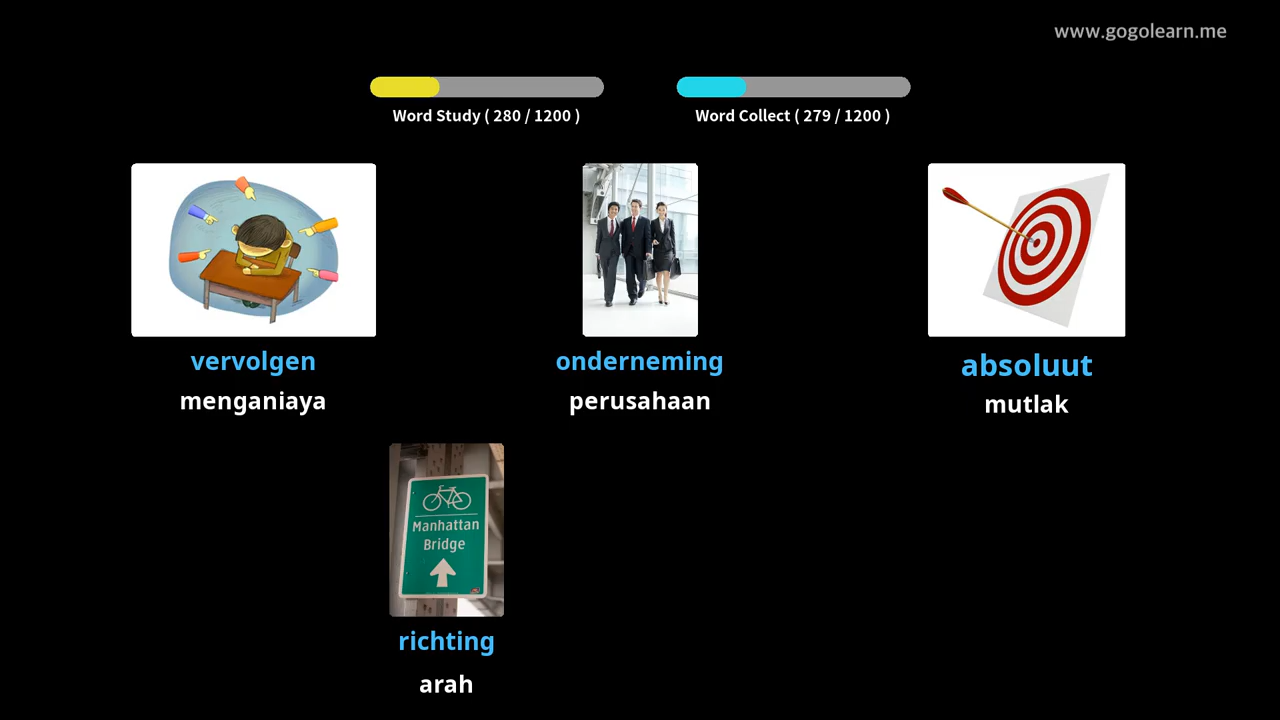 www.gogolearn.me
Word Study ( 280 / 1200 )
Word Collect ( 279 / 1200 )
vervolgen
menganiaya
onderneming
perusahaan
absoluut
mutlak
Manhattan
Bridge
richting
arah